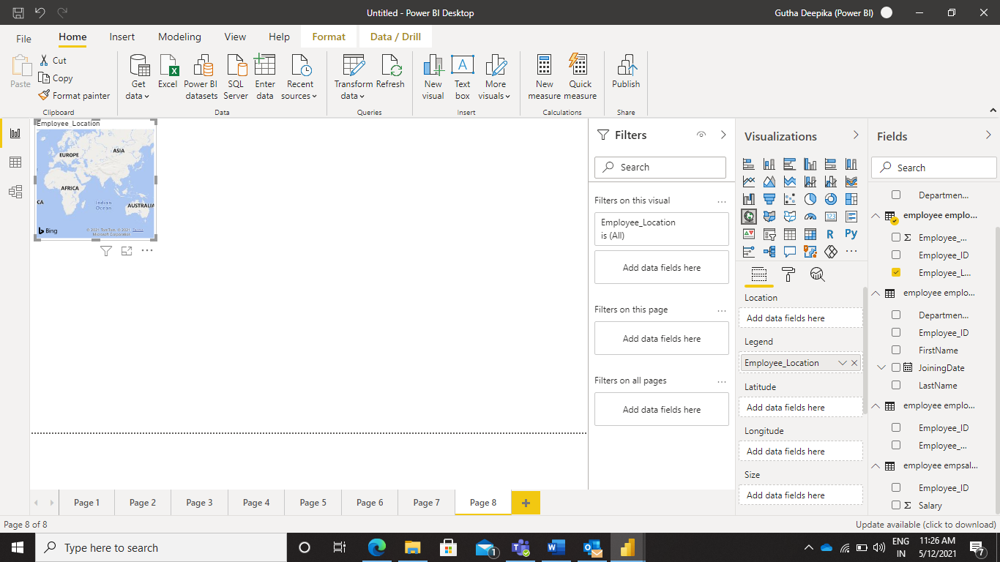 Untitled - Power BI Desktop
Gutha Deepika (Power BI)
File Home Insert Modeling View Help Format Data / Drill
Paste
Cut
Copy
Format painter
Clipboard
Get data
Excel
Power BI datasets
SQL Server
Enter data
Recent sources
Data
Transform data
Refresh
Queries
New visual
Text box
More visuals
Insert
New measure
Quick measure
Calculations
Publish
Share
Employee_Location
EUROPE
ASIA
AFRICA
CA
Indian
Ocean
AUSTRALIA
Bing
© 2021 TomTom, © 2021 Terms
Microsoft Corporation
Filters
Search
Filters on this visual
Employee_Location
is (All)
Add data fields here
Filters on this page
Add data fields here
Filters on all pages
Add data fields here
Visualizations
R
Py
123
Location
Add data fields here
Legend
Employee_Location
Latitude
Add data fields here
Longitude
Add data fields here
Size
Add data fields here
Fields
Search
Departmen...
employee emplo...
Σ Employee_...
Employee_ID
Employee_L...
employee emplo...
Departmen...
Employee_ID
FirstName
JoiningDate
LastName
employee emplo...
Employee_ID
Employee_...
employee empsal...
Employee_ID
Σ Salary
Page 1 Page 2 Page 3 Page 4 Page 5 Page 6 Page 7 Page 8
Page 8 of 8
Update available (click to download)
Type here to search
1
ENG
IN
11:26 AM
5/12/2021
7